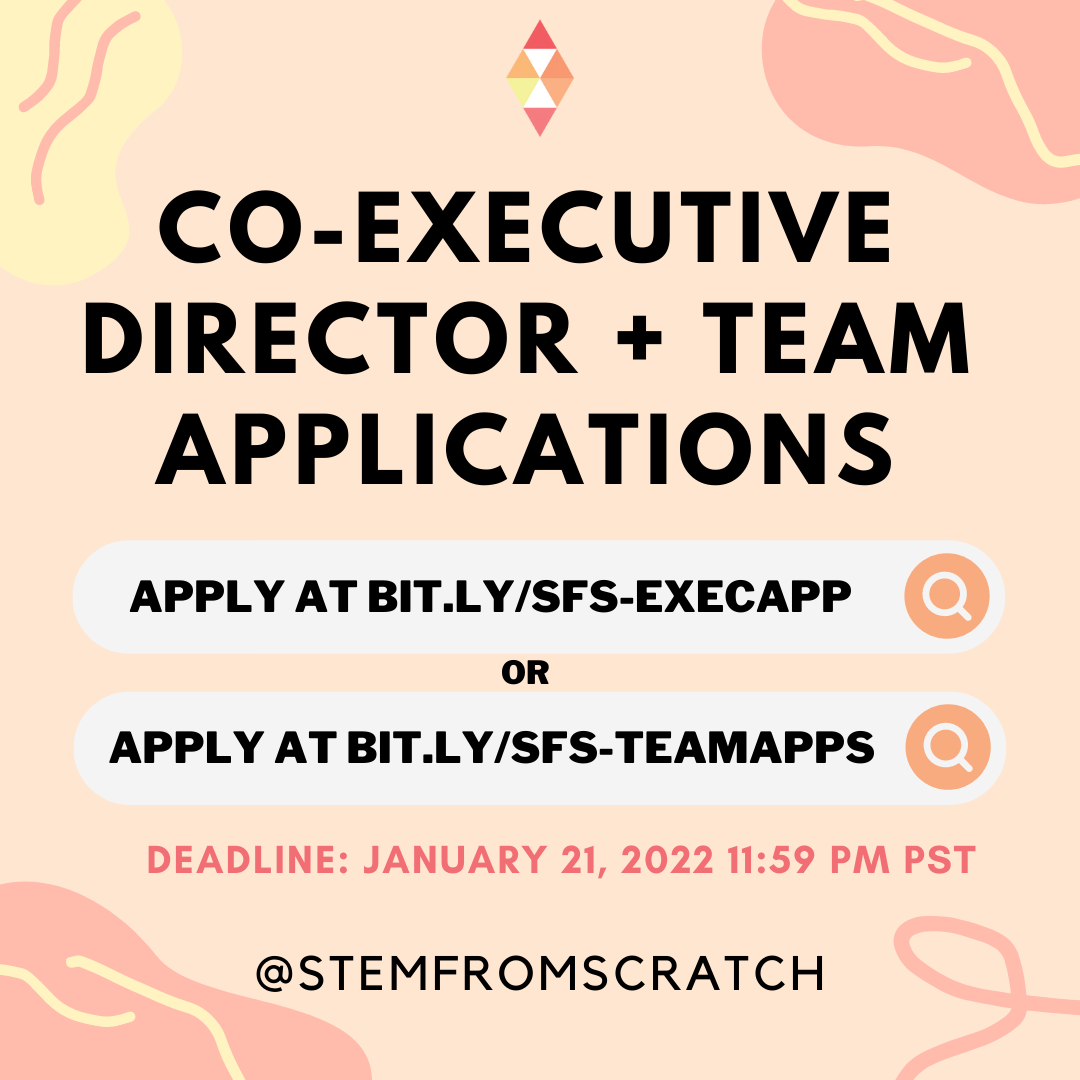 CO-EXECUTIVE
DIRECTOR + TEAM
APPLICATIONS
APPLY AT BIT.LY/SFS-EXECAPP
OR
APPLY AT BIT.LY/SFS-TEAMAPPS
DEADLINE: JANUARY 21, 2022 11:59 PM PST
@STEMFROMSCRATCH